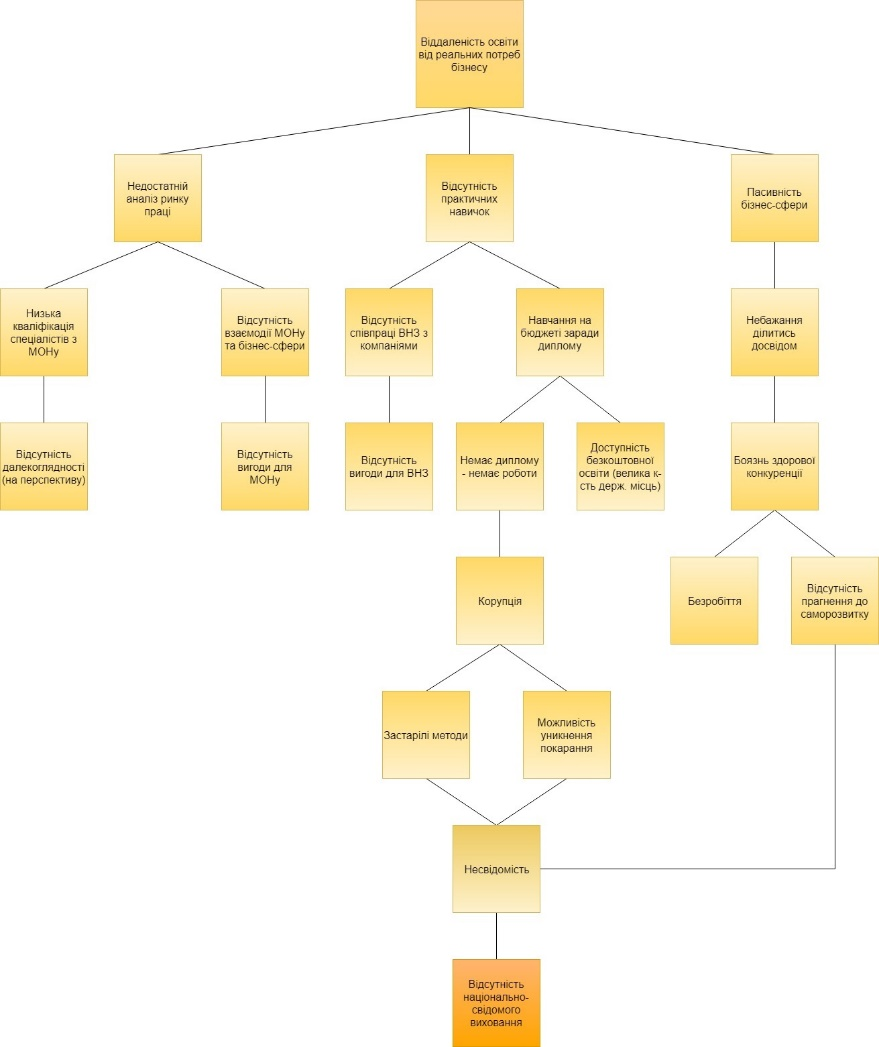 Віддаленість освіти
від реальних потреб
бізнесу
Недостатній
аналіз ринку
праці
Відсутність
практичних
навичок
Пасивність
бізнес-сфери
Низька
кваліфікація
спеціалістів з
МОНу
Відсутність
взаємодії МОНу
та бізнес-сфери
Відсутність
співпраці ВНЗ з
компаніями
Навчання на
бюджеті заради
диплому
Небажання
ділитись
досвідом
Відсутність
далекоглядності
(на перспективу)
Відсутність
вигоди для
МОНу
Відсутність
вигоди для ВНЗ
Немає диплому
- немає роботи
Доступність
безкоштовної
освіти (велика к-
сть держ. місць)
Боязнь здорової
конкуренції
Корупція
Безробіття
Відсутність
прагнення до
саморозвитку
Застарілі методи
Можливість
уникнення
покарання
Несвідомість
Відсутність
національно-
свідомого
виховання